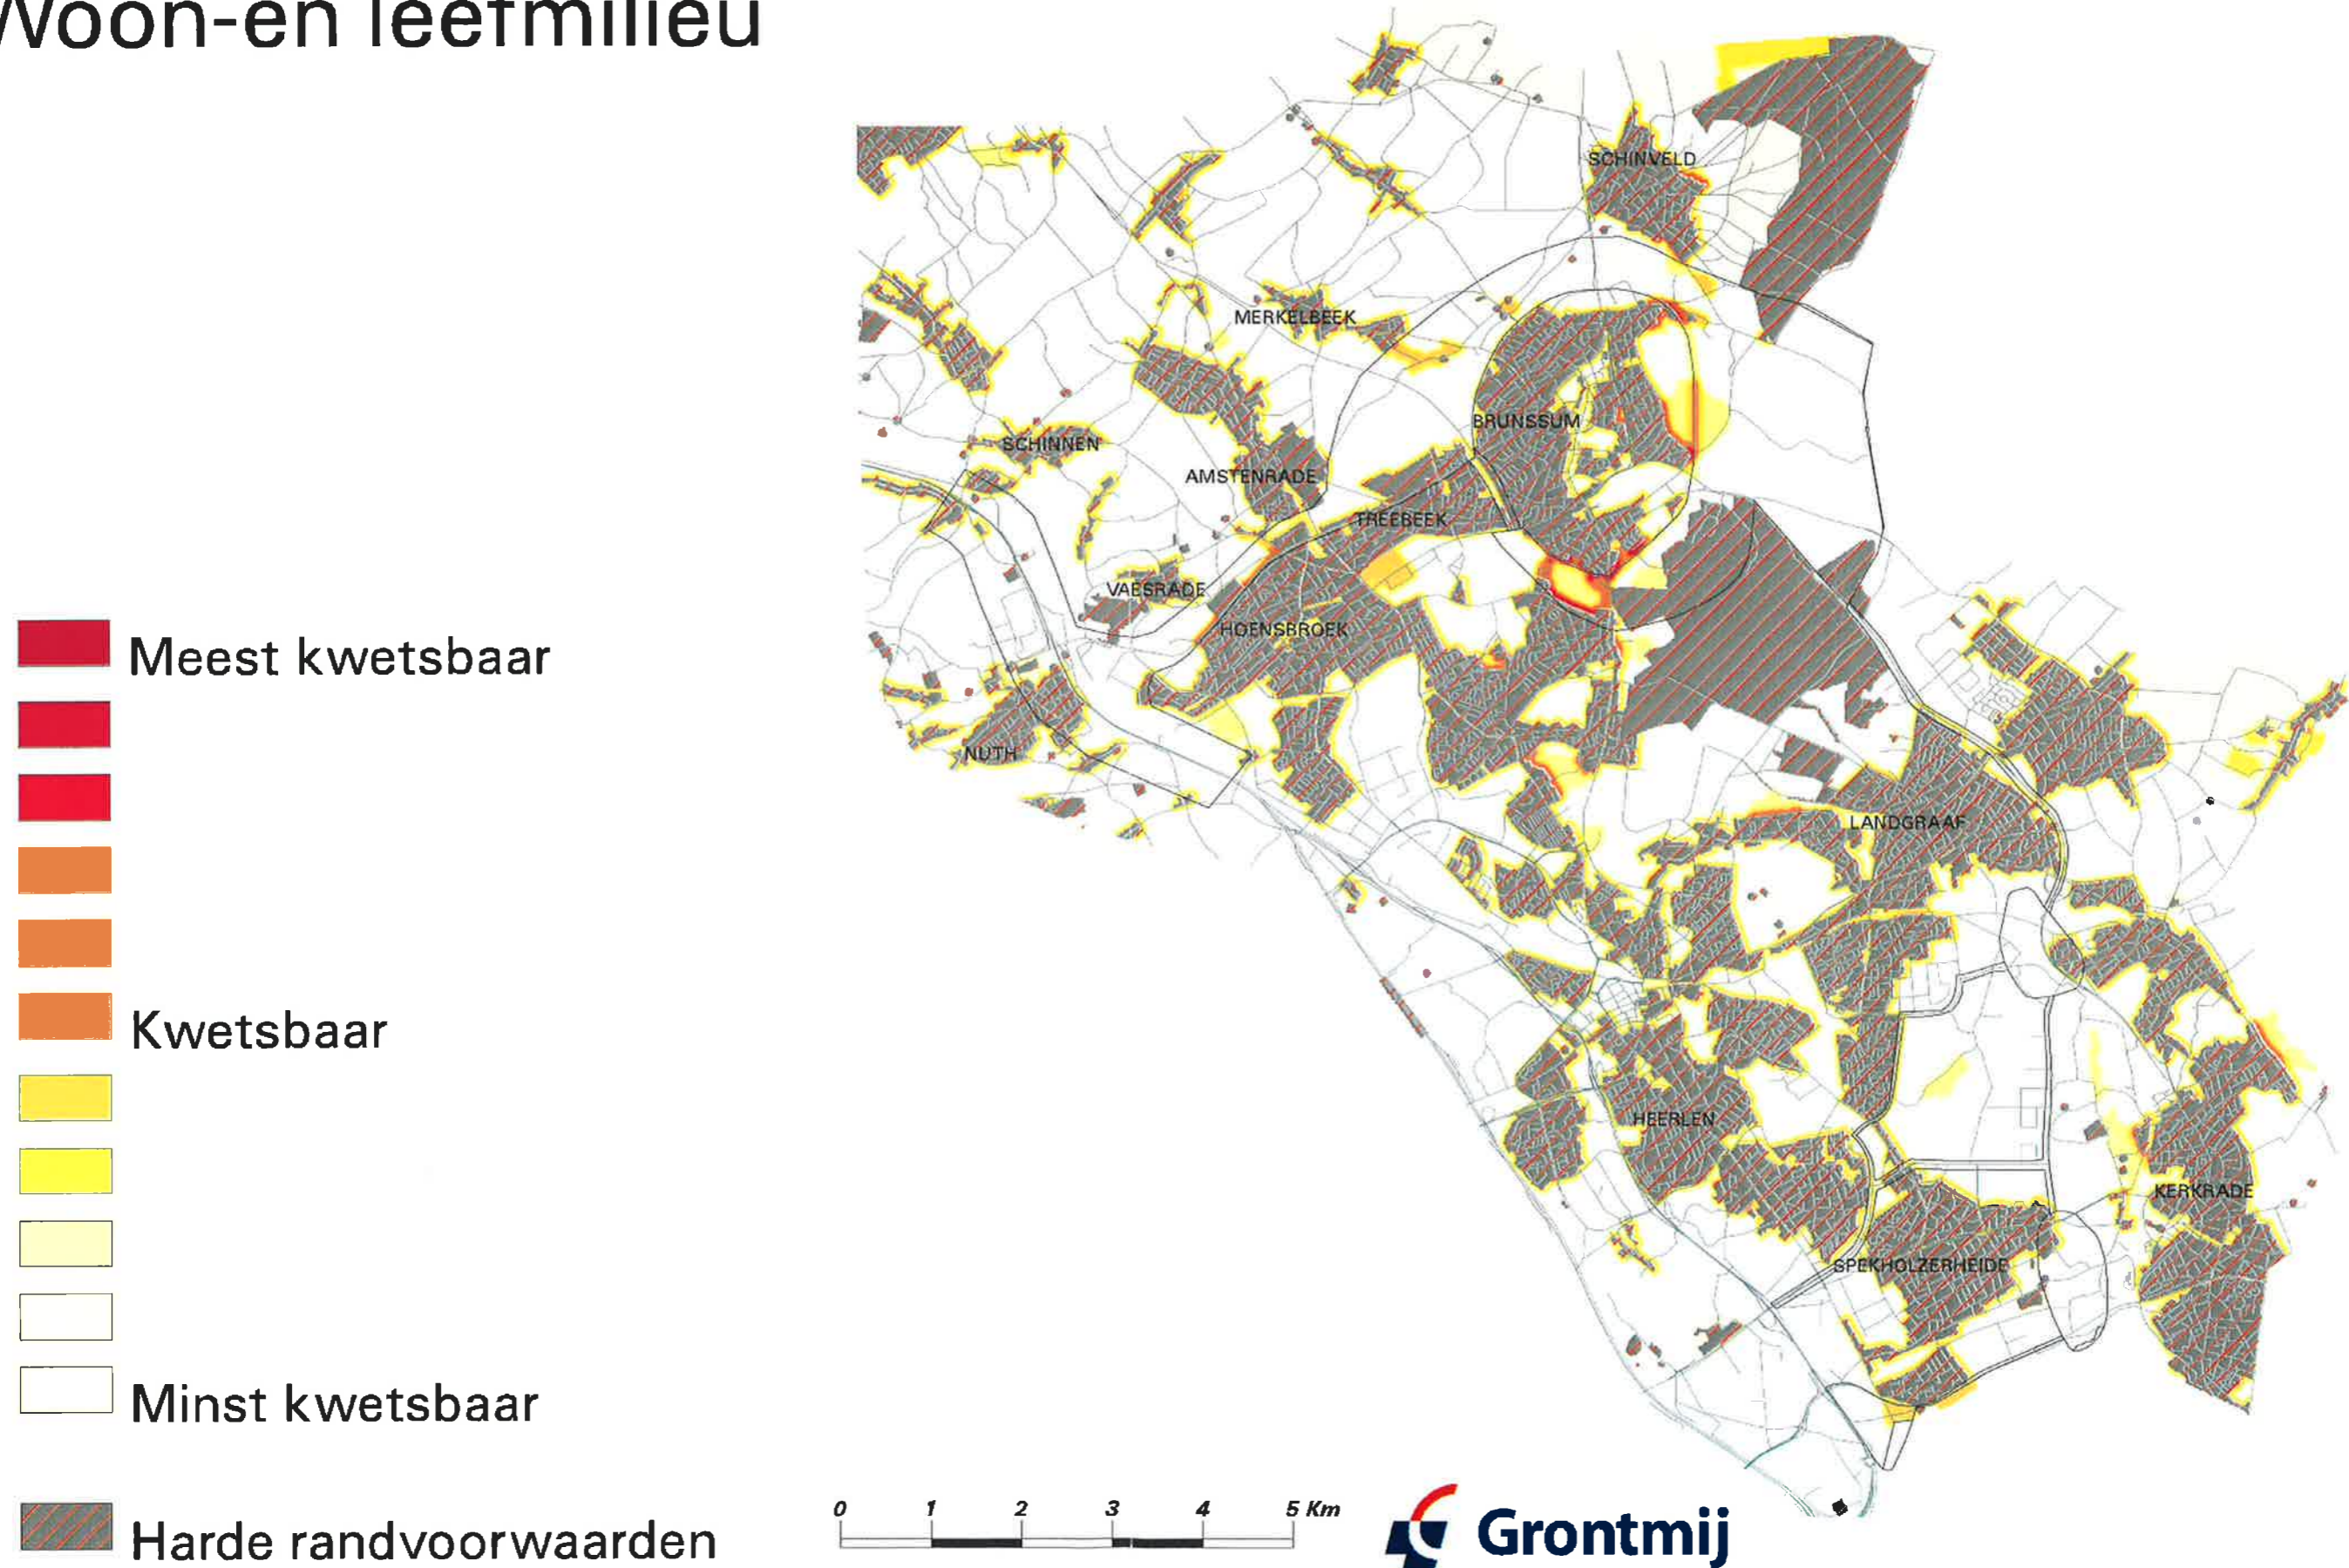 Woon-en leefmilieu
SCHINVELD
MERKELBEEK
BRUNSSUM
SCHINNEN
AMSTENRADE
TREEBEEK
VAESRADE
HOENSBROEK
NUTH
LANDGRAAF
HEERLEN
KERKRADE
SPEKHOLZERHEIDE
Meest kwetsbaar
Kwetsbaar
Minst kwetsbaar
Harde randvoorwaarden
0 1 2 3 4 5 Km
Grontmij